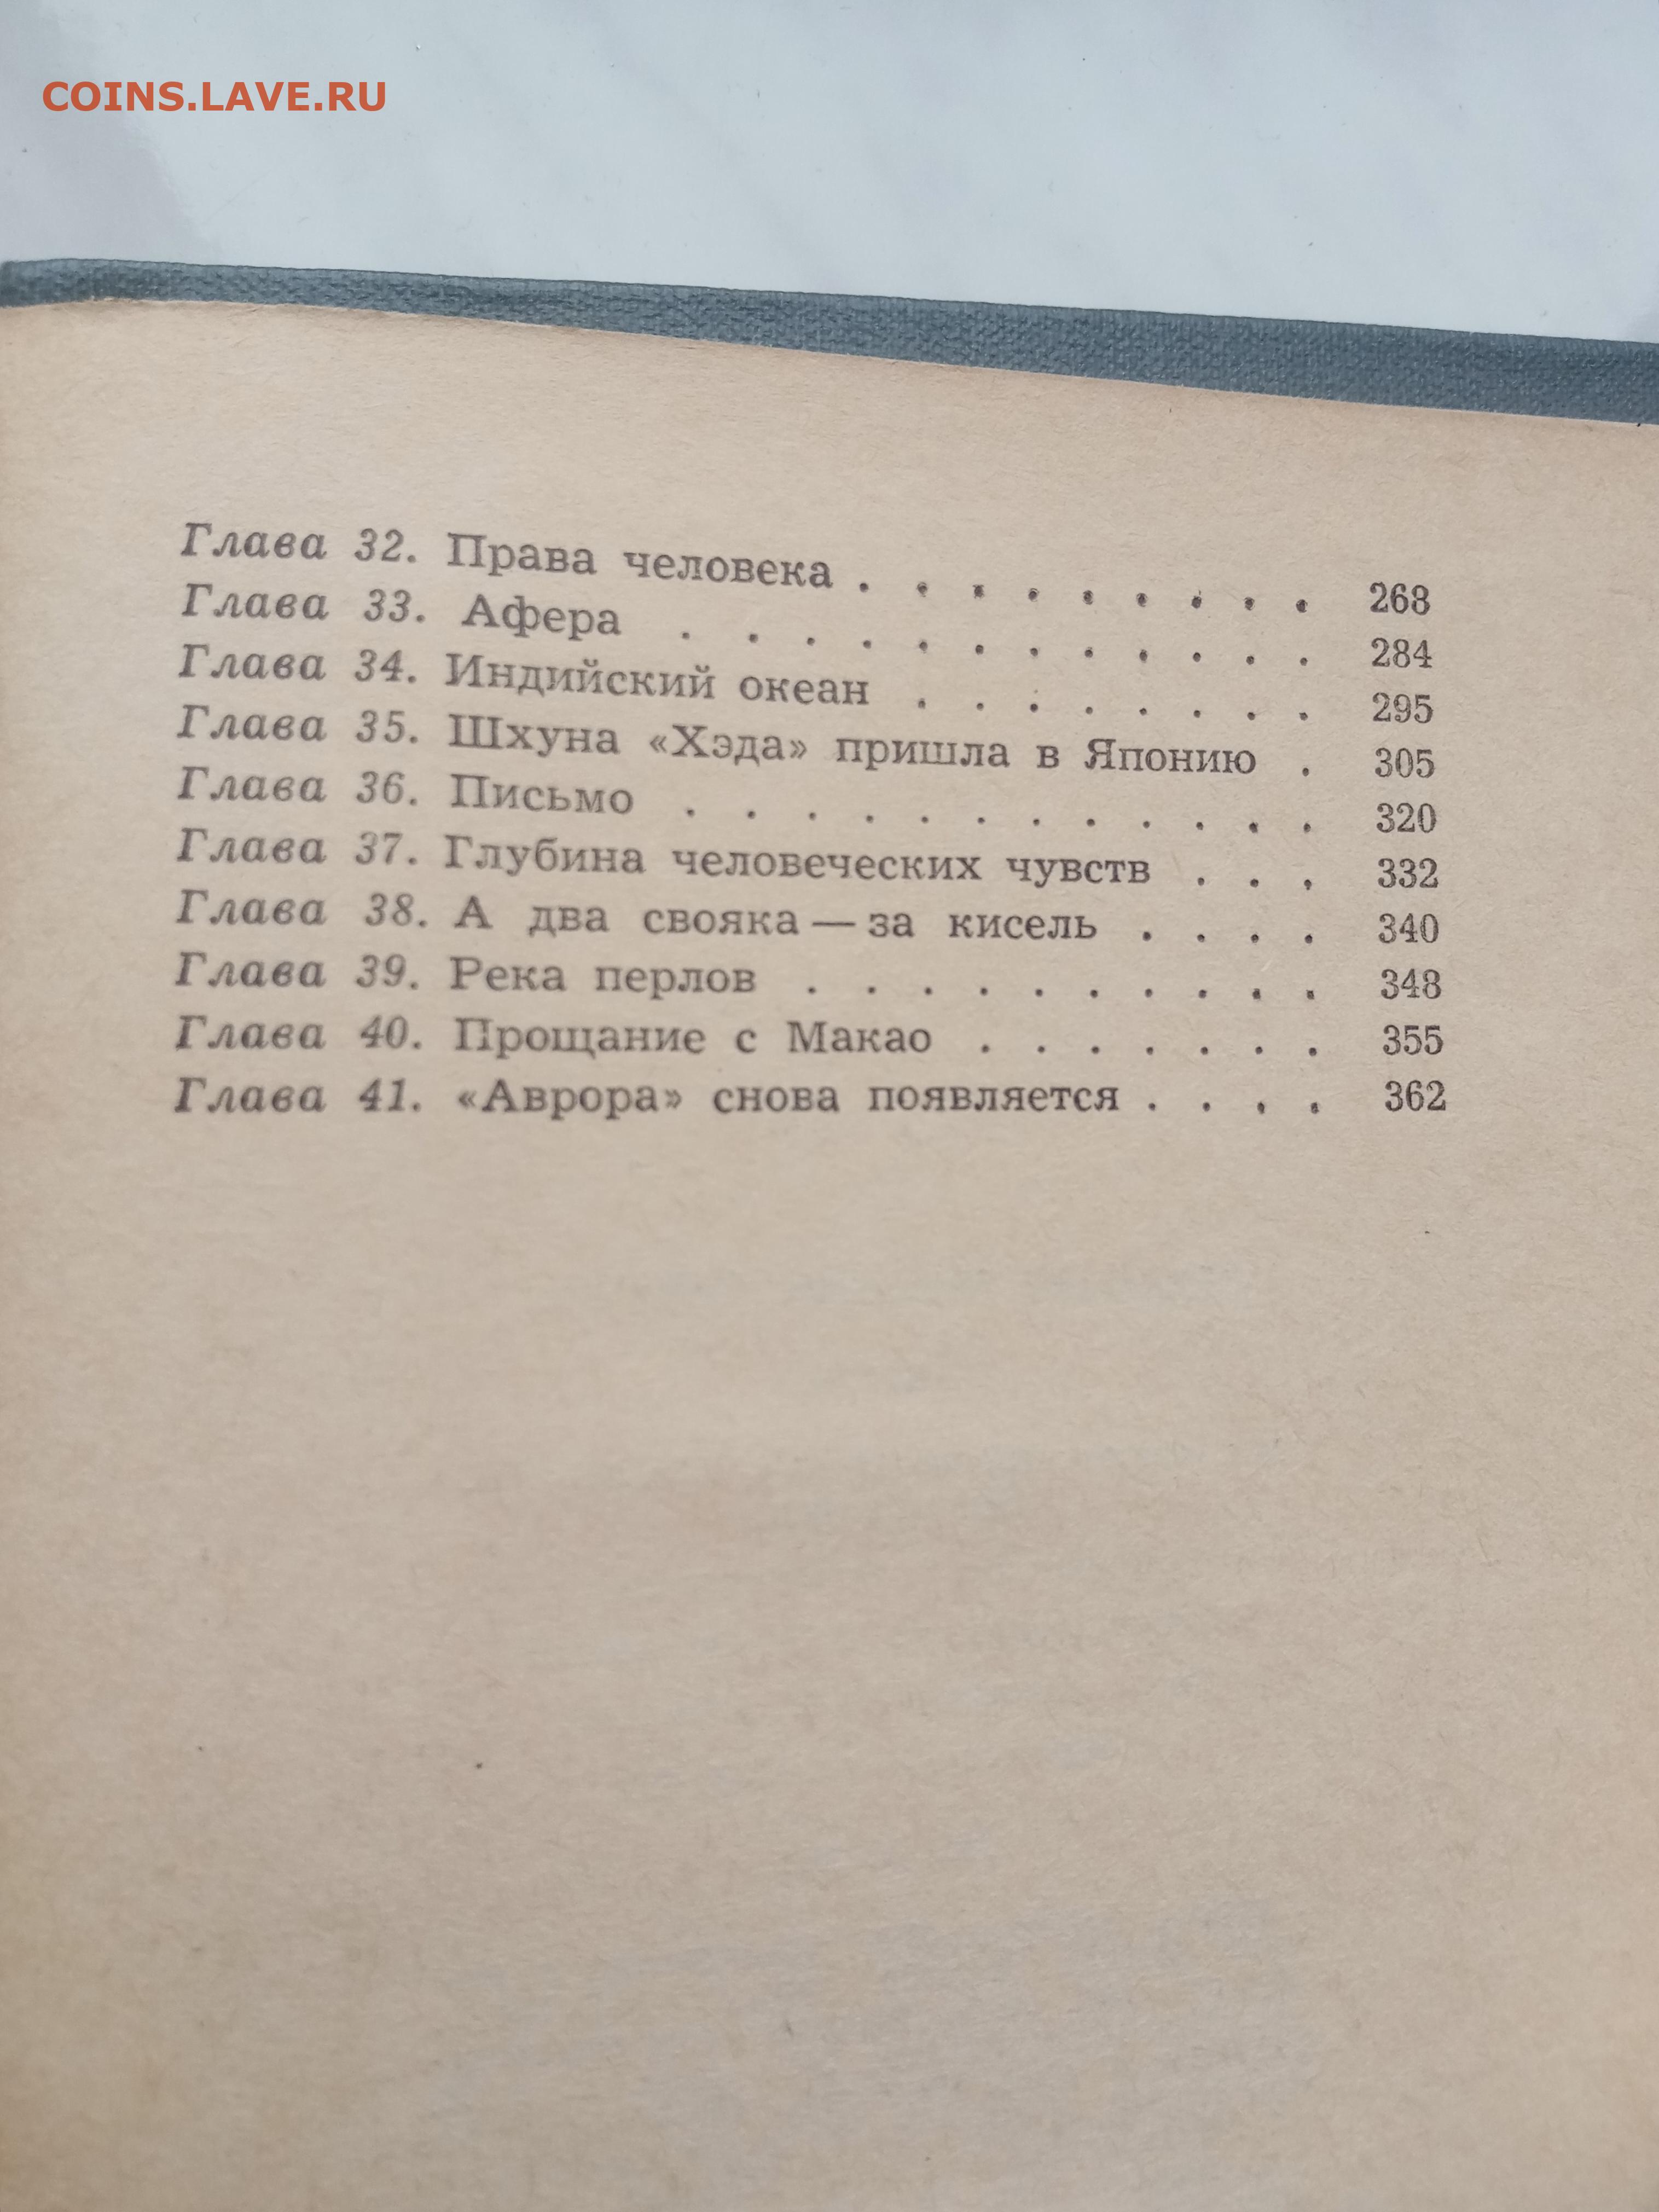 COINS.LAVE.RU
Глава 32. Права человека . . . . . . . . . 268
Глава 33. Афера . . . . . . . . . . . . 284
Глава 34. Индийский океан . . . . . . . . 295
Глава 35. Шхуна «Хэда» пришла в Японию . 305
Глава 36. Письмо . . . . . . . . . . . . 320
Глава 37. Глубина человеческих чувств . . . 332
Глава 38. А два свояка — за кисель . . . . 340
Глава 39. Река перлов . . . . . . . . . . 348
Глава 40. Прощание с Макао . . . . . . . 355
Глава 41. «Аврора» снова появляется . . . . 362